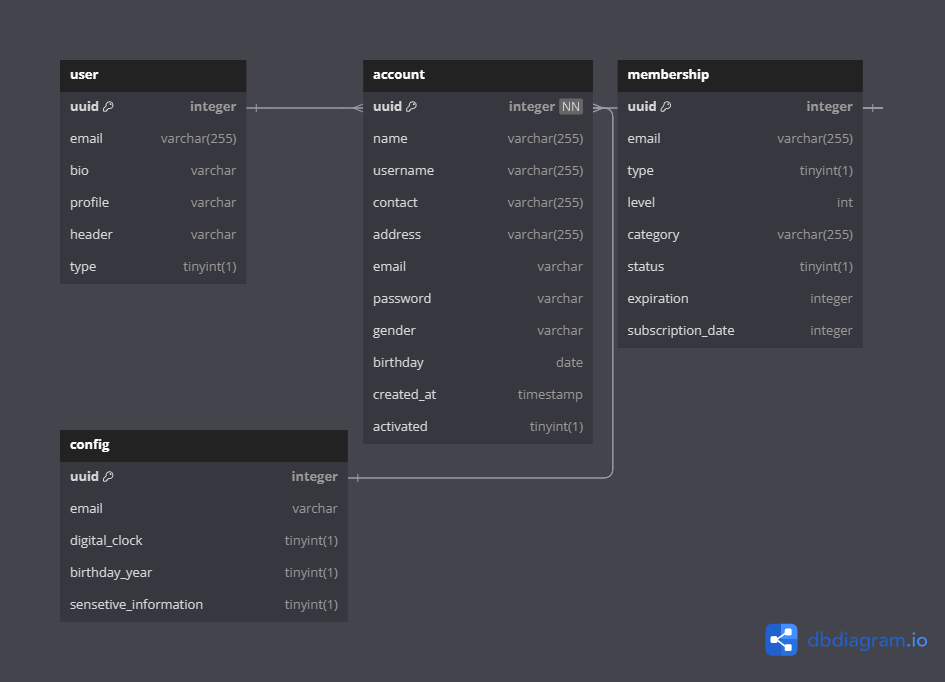 user
uuid integer
email varchar(255)
bio varchar
profile varchar
header varchar
type tinyint(1)
account
uuid integer NN
name varchar(255)
username varchar(255)
contact varchar(255)
address varchar(255)
email varchar
password varchar
gender varchar
birthday date
created_at timestamp
activated tinyint(1)
membership
uuid integer
email varchar(255)
type tinyint(1)
level int
category varchar(255)
status tinyint(1)
expiration integer
subscription_date integer
config
uuid integer
email varchar
digital_clock tinyint(1)
birthday_year tinyint(1)
sensetive_information tinyint(1)
dbdiagram.io